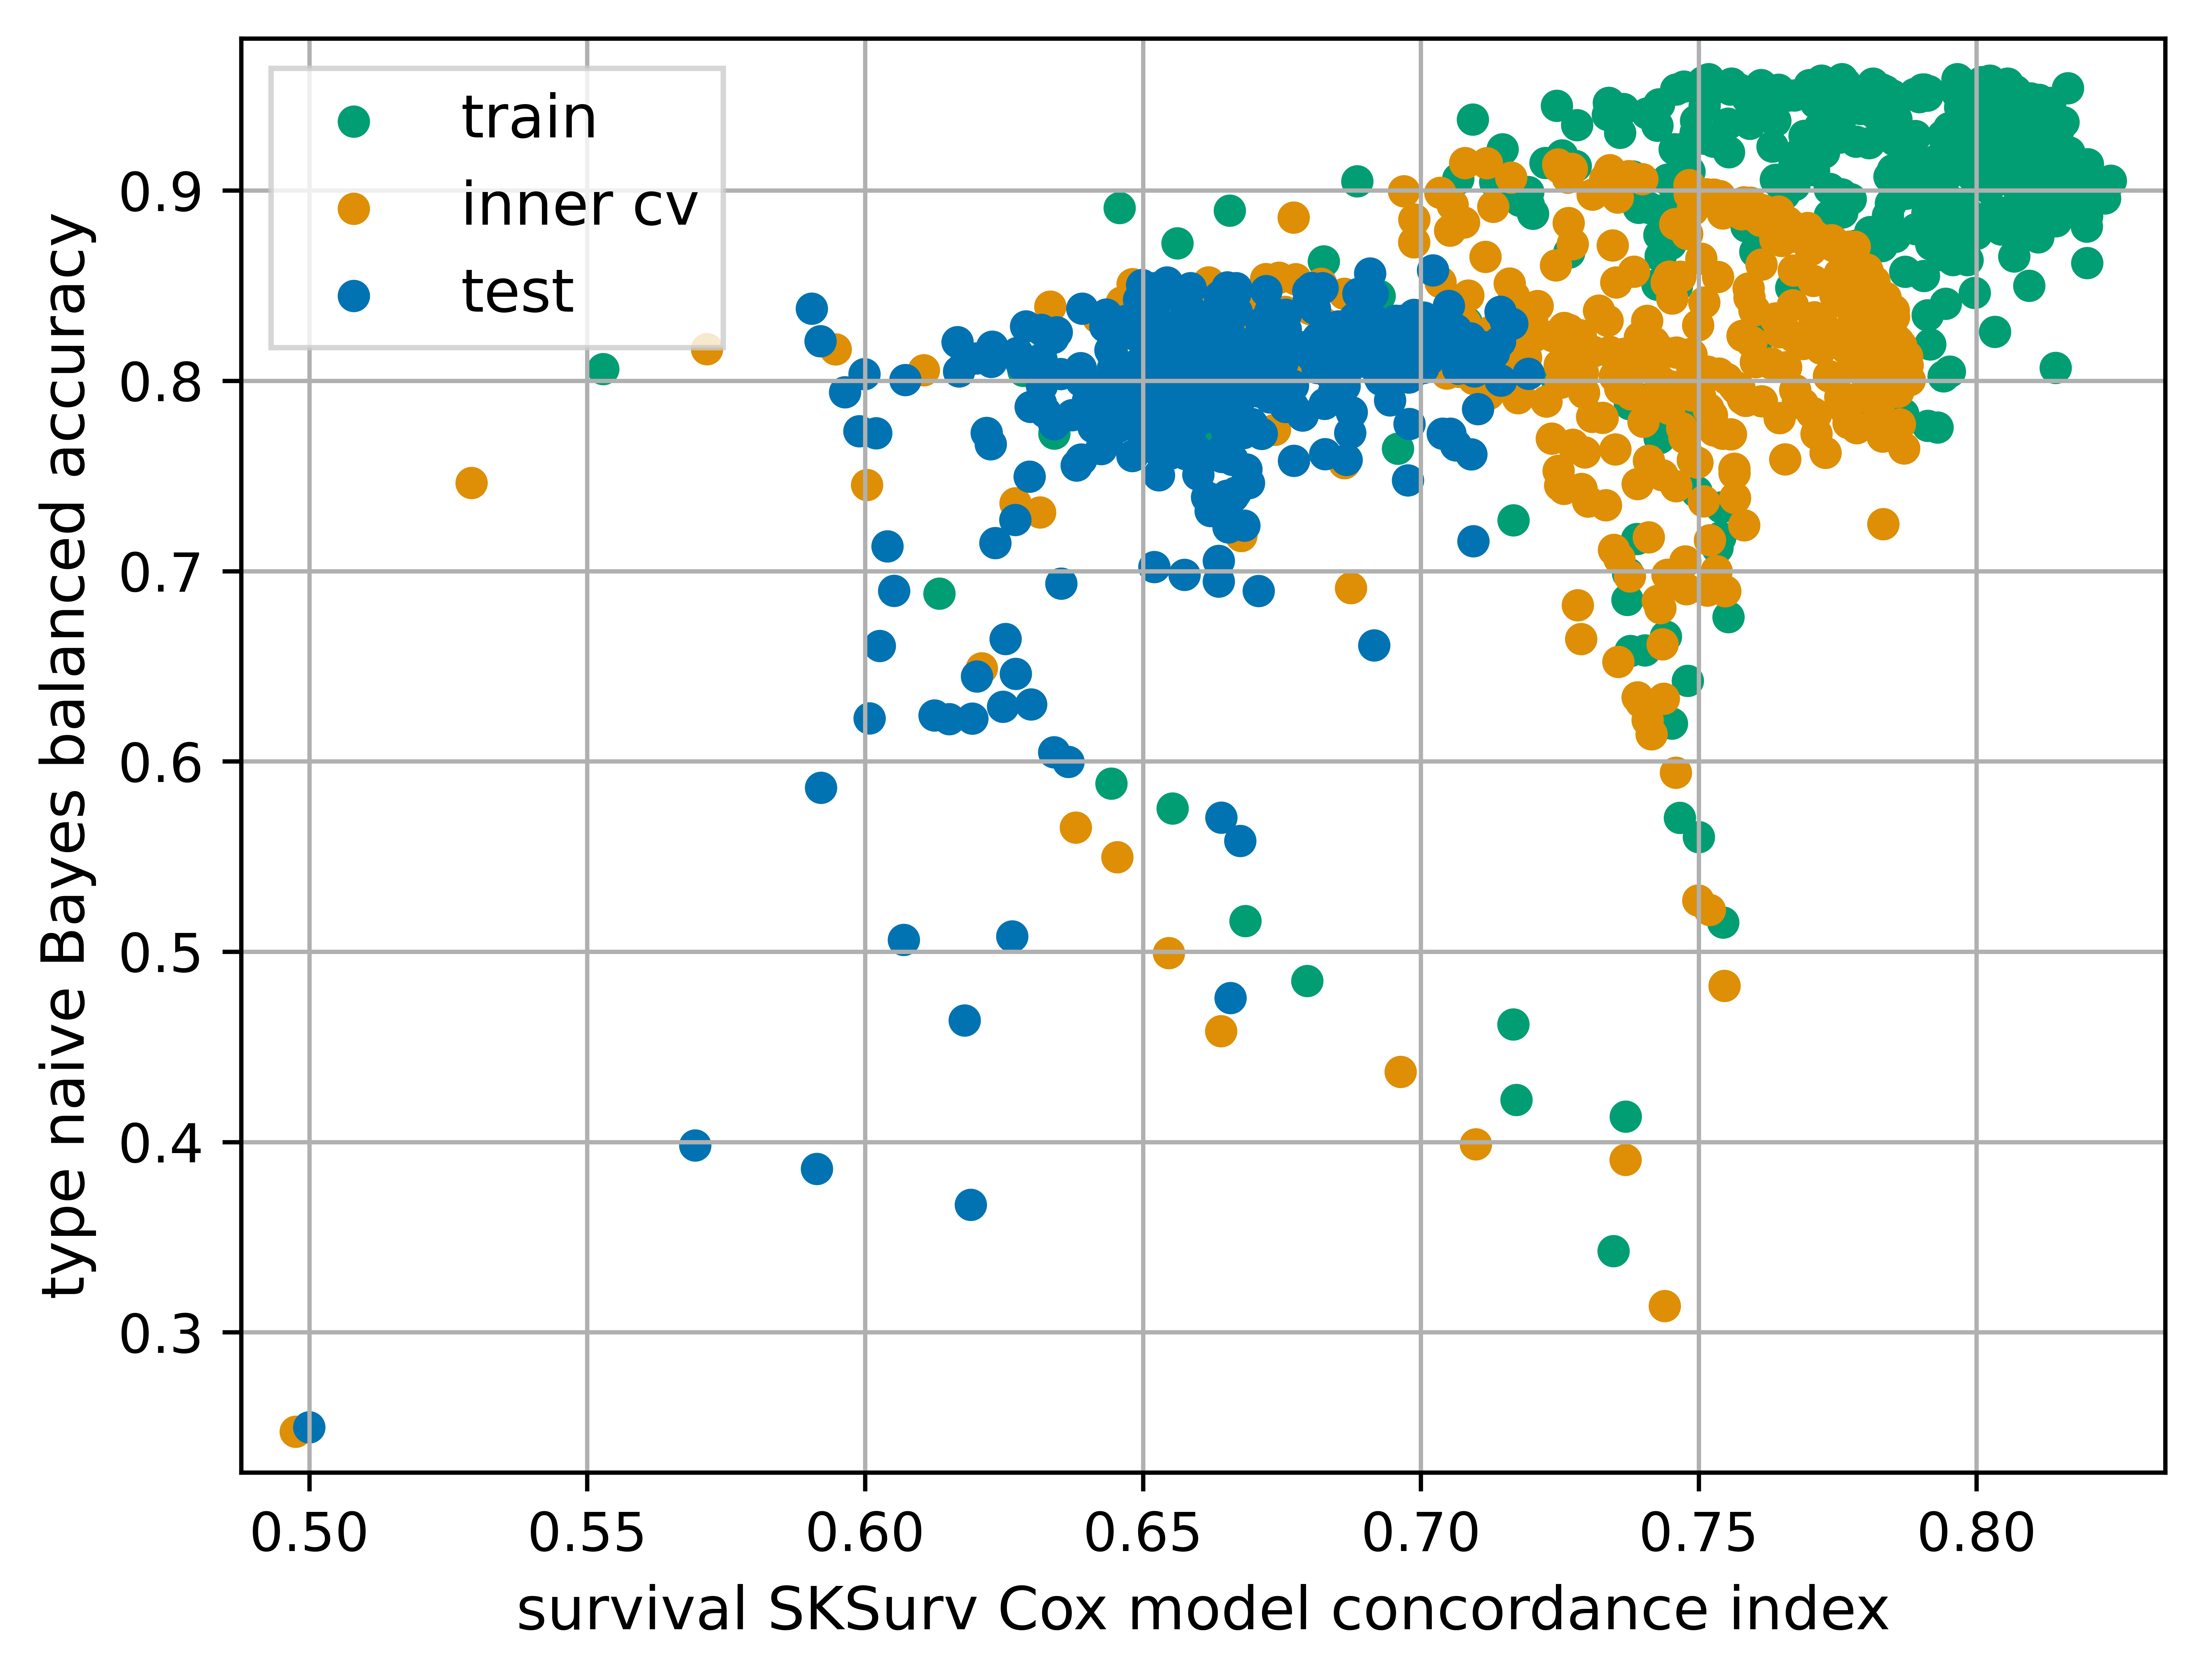 train
inner cv
test
type naive Bayes balanced accuracy
0.9
0.8
0.7
0.6
0.5
0.4
0.3
0.50 0.55 0.60 0.65 0.70 0.75 0.80
survival SKSurv Cox model concordance index